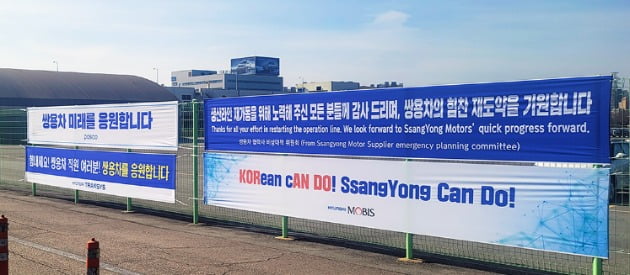 쌍용차 미래를 응원합니다
posco
힘내세요! 쌍용차 직원 여러분! 쌍용차를 응원합니다
생산라인 재가동을 위해 노력해 주신 모든 분들께 감사 드리며, 쌍용차의 힘찬 재도약을 기원합니다
Thanks for all your effort in restarting the operation line. We look forward to SsangYong Motors' quick progress forward.
쌍용자동차 협력사 비상대책 위원회 (From Ssangyong Motor Supplier emergency planning committee)
KORean cAN DO! SsangYong Can Do!
HYUNDAI MOBIS